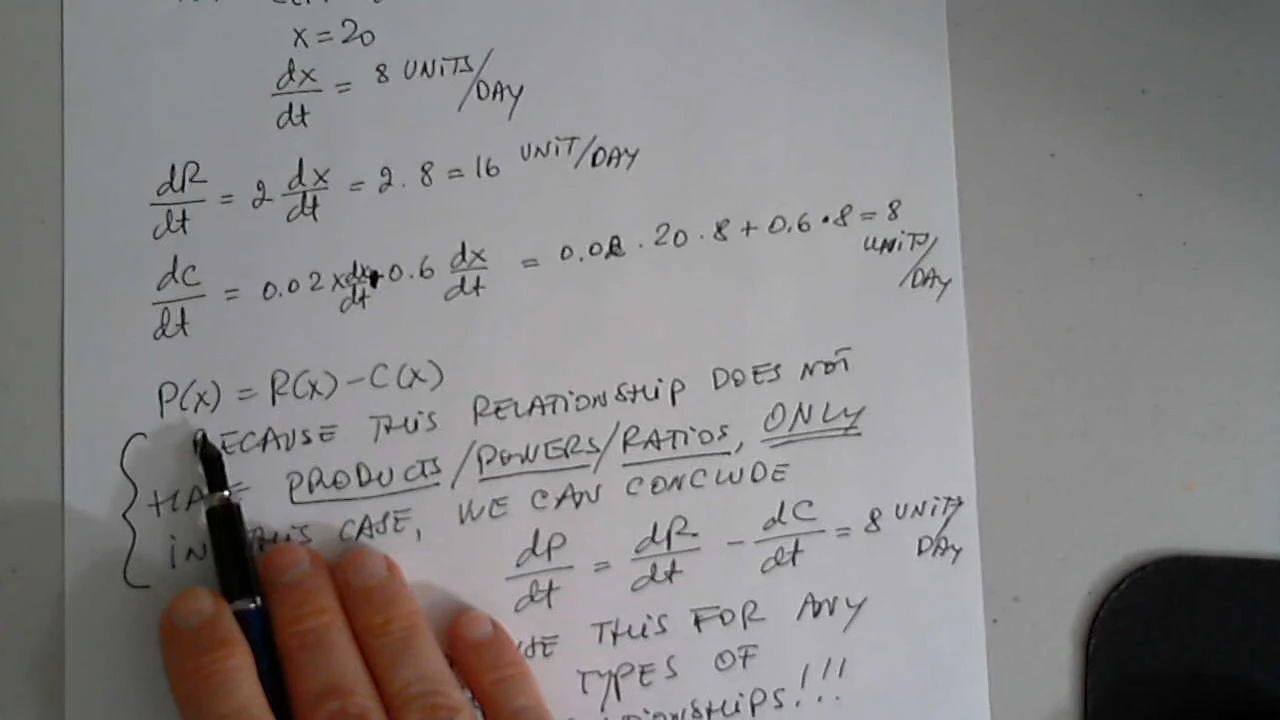 x = 20
dx/dt = 8 UNITS/DAY
dR/dt = 2 dx/dt = 2 . 8 = 16 UNIT/DAY
dC/dt = 0.02 x dx/dt + 0.6 dx/dt = 0.02 . 20 . 8 + 0.6 • 8 = 8 UNITS/DAY
P(x) = R(x) - C(x)
BECAUSE THIS RELATIONSHIP DOES NOT
HAVE PRODUCTS/POWERS/RATIOS, ONLY
IN THIS CASE, WE CAN CONCLUDE
dP/dt = dR/dt - dC/dt = 8 UNITS/DAY
THIS FOR ANY
TYPES OF